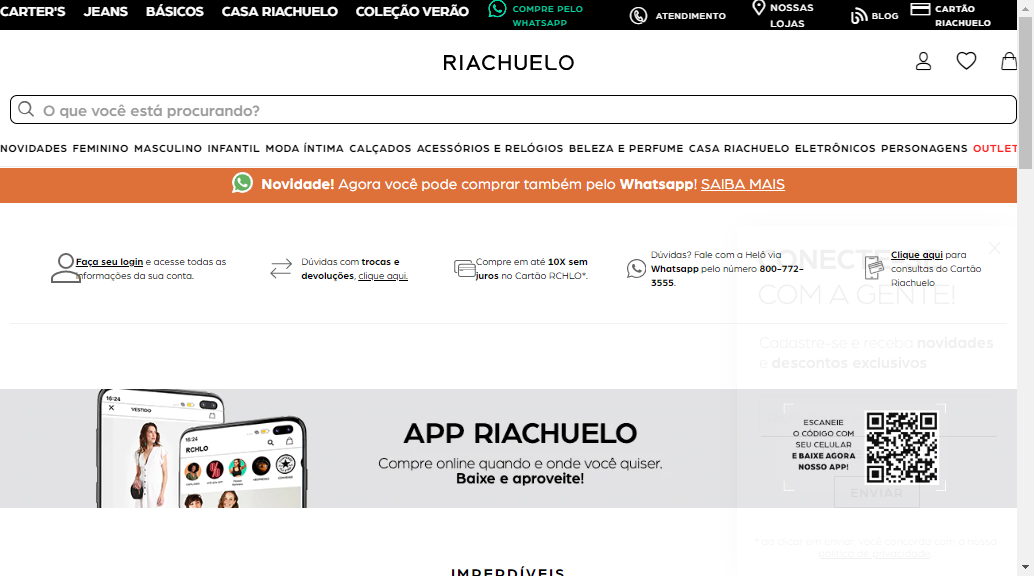 CARTER'S JEANS BÁSICOS CASA RIACHUELO COLEÇÃO VERÃO
COMPRE PELO
WHATSAPP
ATENDIMENTO
NOSSAS
LOJAS
BLOG
CARTÃO
RIACHUELO
RIACHUELO
O que você está procurando?
NOVIDADES FEMININO MASCULINO INFANTIL MODA ÍNTIMA CALÇADOS ACESSÓRIOS E RELÓGIOS BELEZA E PERFUME CASA RIACHUELO ELETRÔNICOS PERSONAGENS OUTLET
Novidade! Agora você pode comprar também pelo Whatsapp! SAIBA MAIS
Faça seu login e acesse todas as
informações da sua conta.
Dúvidas com trocas e
devoluções, clique aqui.
Compre em até 10X sem
juros no Cartão RCHLO*.
Dúvidas? Fale com a Helô via
Whatsapp pelo número 800-772-
3555.
Clique aqui para
consultas do Cartão
Riachuelo
CONECTE-SE
COM A GENTE!
Cadastre-se e receba novidades
e descontos exclusivos
16:24
VESTIDO
16:24
RCHLO
APP RIACHUELO
Compre online quando e onde você quiser.
Baixe e aproveite!
ESCANEIE
O CÓDIGO COM
SEU CELULAR
E BAIXE AGORA
NOSSO APP!
ENVIAR
* Ao clicar em enviar, você concorda com a nossa
política de privacidade.
IMPERDÍVEIS